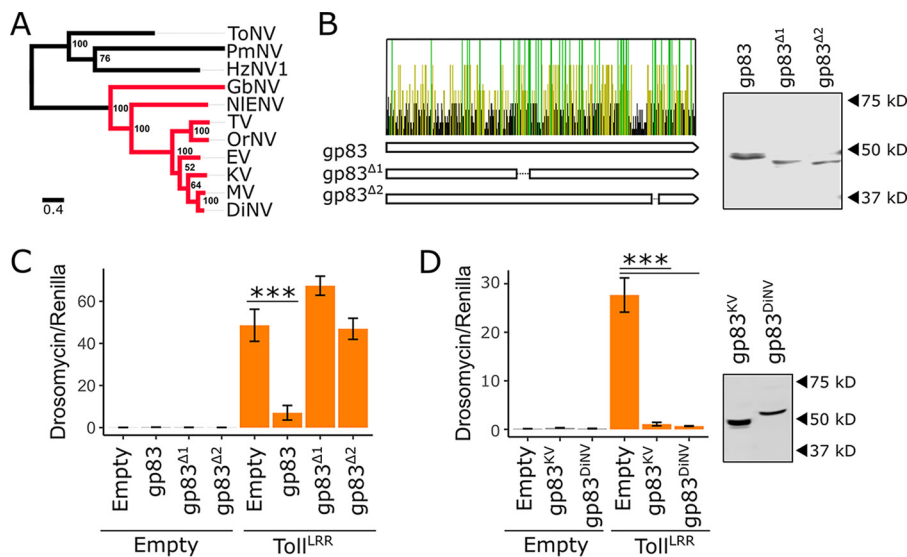 A
ToNV
PmNV
HzNV1
GbNV
NlENV
TV
OrNV
EV
KV
MV
DiNV
100
76
100
100
100
100
52
64
100
0.4
B
gp83
gp83Δ1
gp83Δ2
gp83
gp83Δ1
gp83Δ2
75 kD
50 kD
37 kD
C
Drosomycin/Renilla
60
40
20
0
***
Empty
gp83
gp83Δ1
gp83Δ2
Empty
gp83
gp83Δ1
gp83Δ2
Empty
TollLRR
D
Drosomycin/Renilla
30
20
10
0
***
Empty
gp83KV
gp83DiNV
Empty
gp83KV
gp83DiNV
Empty
TollLRR
gp83KV
gp83DiNV
75 kD
50 kD
37 kD